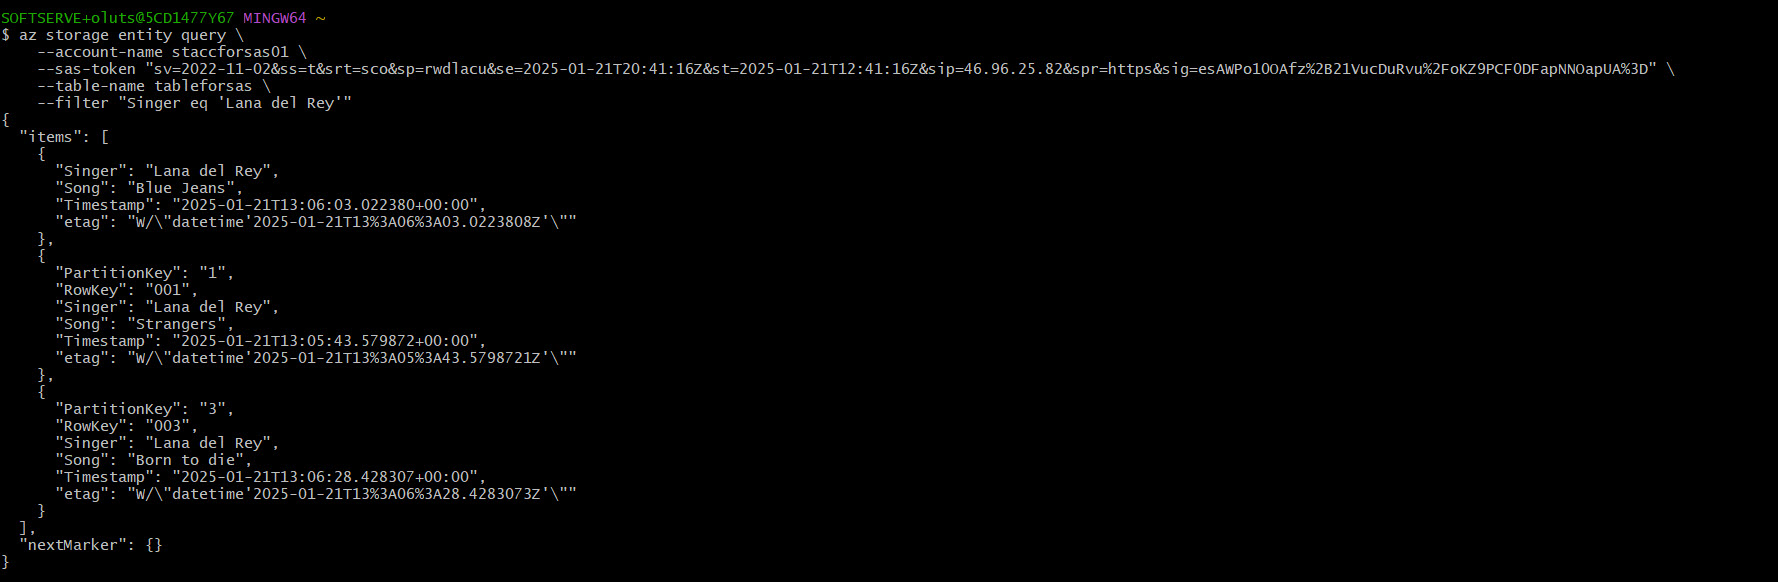 SOFTSERVE+oluts@5CD1477Y67 MINGW64 ~
$ az storage entity query \
    --account-name staccforsas01 \
    --sas-token "sv=2022-11-02&ss=t&srt=sco&sp=rwdlacu&se=2025-01-21T20:41:16Z&st=2025-01-21T12:41:16Z&sip=46.96.25.82&spr=https&sig=esAWPo1OOAfz%2B21VucDuRvu%2FoKZ9PCF0DFapNNOapUA%3D" \
    --table-name tableforsas \
    --filter "Singer eq 'Lana del Rey'"
{
  "items": [
    {
      "Singer": "Lana del Rey",
      "Song": "Blue Jeans",
      "Timestamp": "2025-01-21T13:06:03.022380+00:00",
      "etag": "W/\"datetime'2025-01-21T13%3A06%3A03.0223808Z'\""
    },
    {
      "PartitionKey": "1",
      "RowKey": "001",
      "Singer": "Lana del Rey",
      "Song": "Strangers",
      "Timestamp": "2025-01-21T13:05:43.579872+00:00",
      "etag": "W/\"datetime'2025-01-21T13%3A05%3A43.5798721Z'\""
    },
    {
      "PartitionKey": "3",
      "RowKey": "003",
      "Singer": "Lana del Rey",
      "Song": "Born to die",
      "Timestamp": "2025-01-21T13:06:28.428307+00:00",
      "etag": "W/\"datetime'2025-01-21T13%3A06%3A28.4283073Z'\""
    }
  ],
  "nextMarker": {}
}